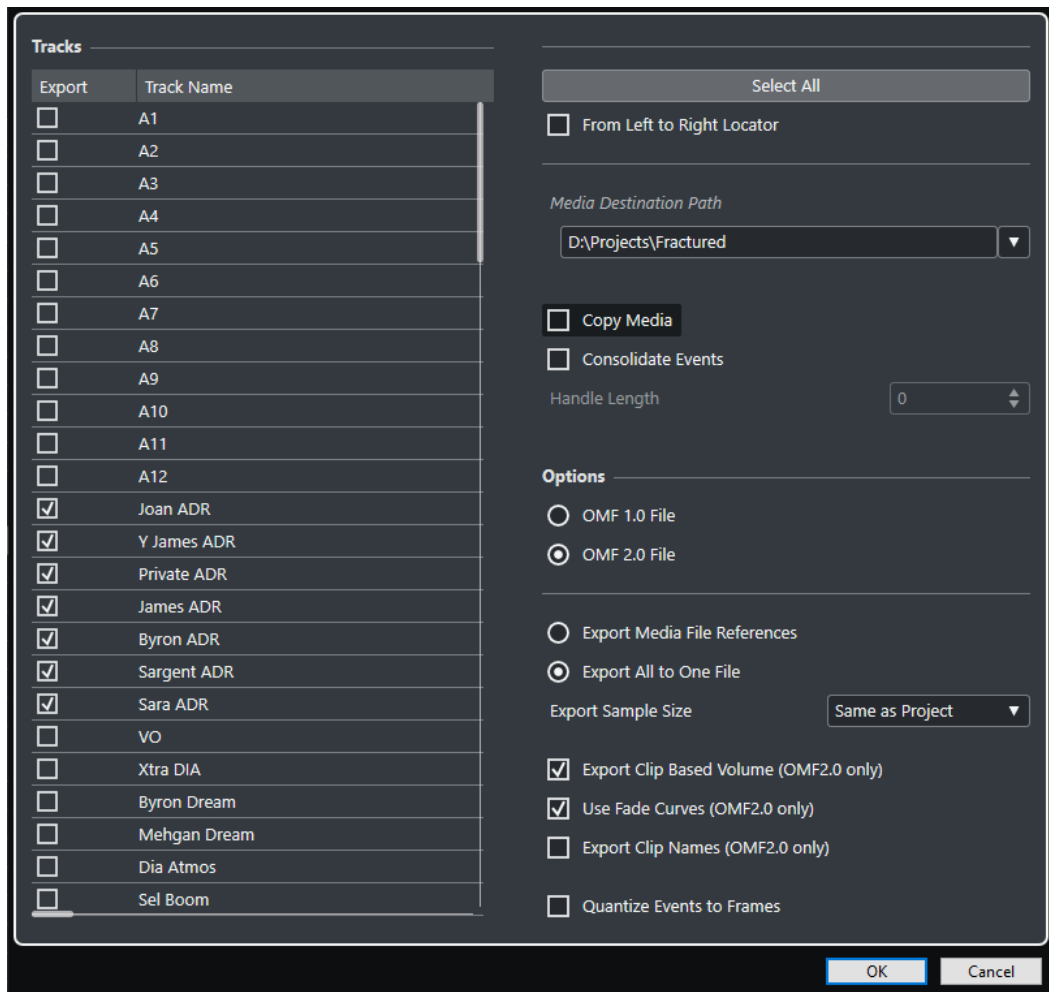 Tracks
Export Track Name
A1
A2
A3
A4
A5
A6
A7
A8
A9
A10
A11
A12
Joan ADR
Y James ADR
Private ADR
James ADR
Byron ADR
Sargent ADR
Sara ADR
VO
Xtra DIA
Byron Dream
Mehgan Dream
Dia Atmos
Sel Boom
Select All
From Left to Right Locator
Media Destination Path
D:\Projects\Fractured
Copy Media
Consolidate Events
Handle Length 0
Options
OMF 1.0 File
OMF 2.0 File
Export Media File References
Export All to One File
Export Sample Size Same as Project
Export Clip Based Volume (OMF2.0 only)
Use Fade Curves (OMF2.0 only)
Export Clip Names (OMF2.0 only)
Quantize Events to Frames
OK Cancel